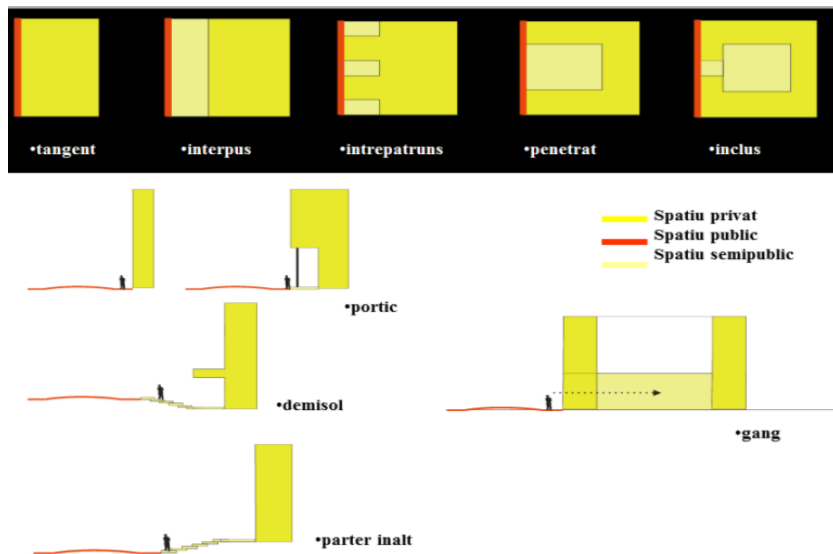 •tangent
•interpus
•intrepatruns
•penetrat
•inclus
Spatiu privat
Spatiu public
Spatiu semipublic
•portic
•demisol
•gang
•parter inalt